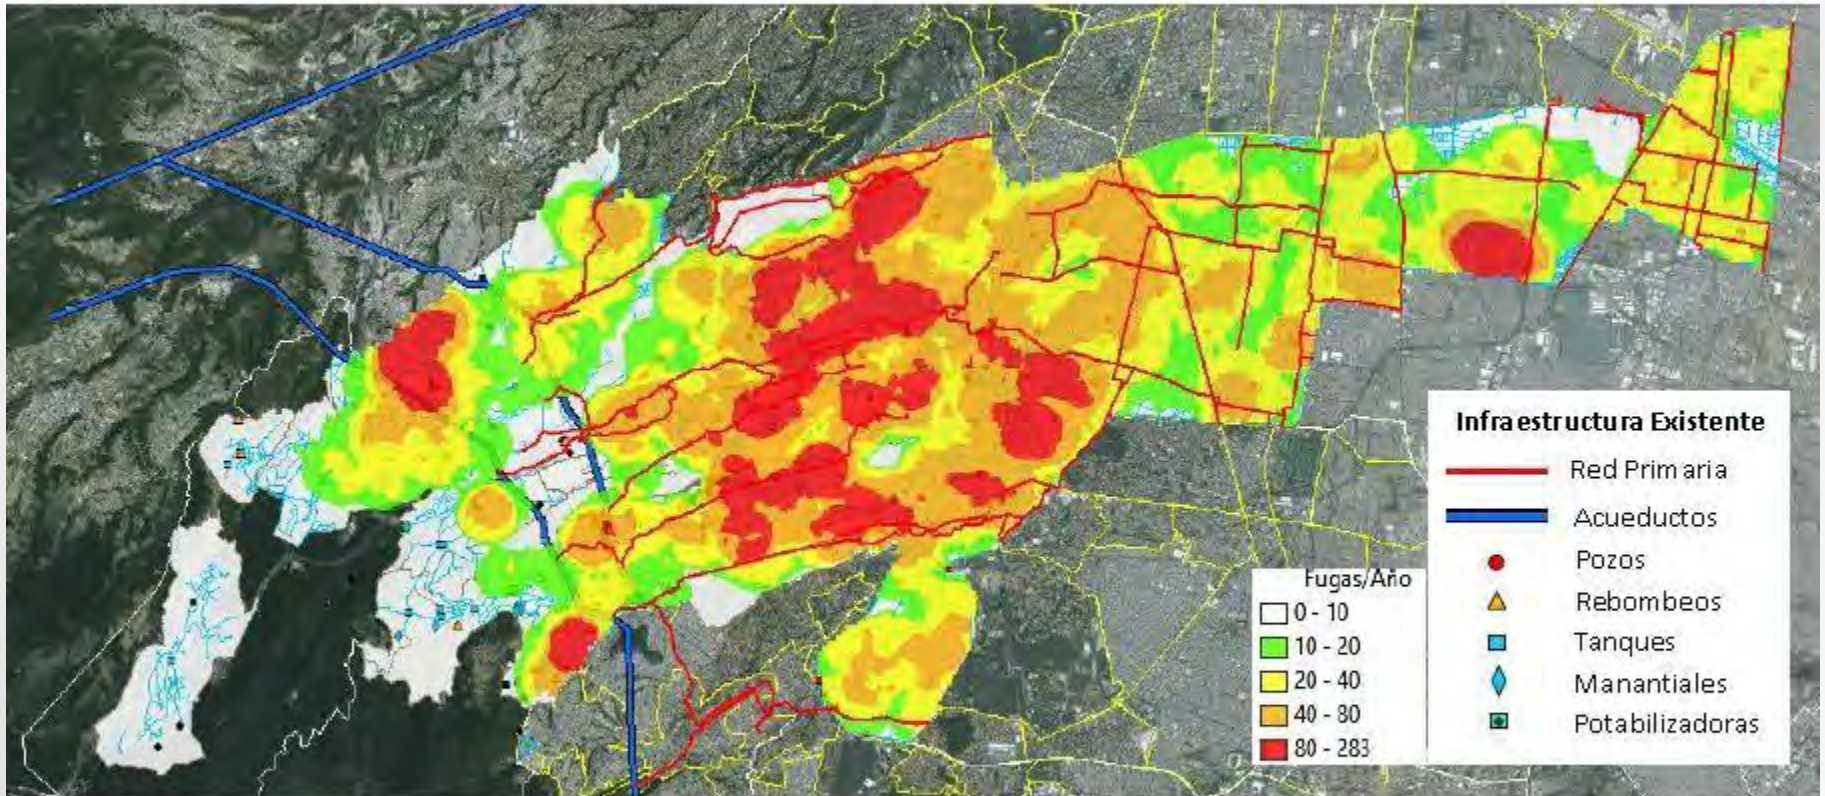 Infraestructura Existente
Red Primaria
Acueductos
Pozos
Rebombeos
Tanques
Manantiales
Potabilizadoras
Fugas/Año
0 - 10
10 - 20
20 - 40
40 - 80
80 - 283